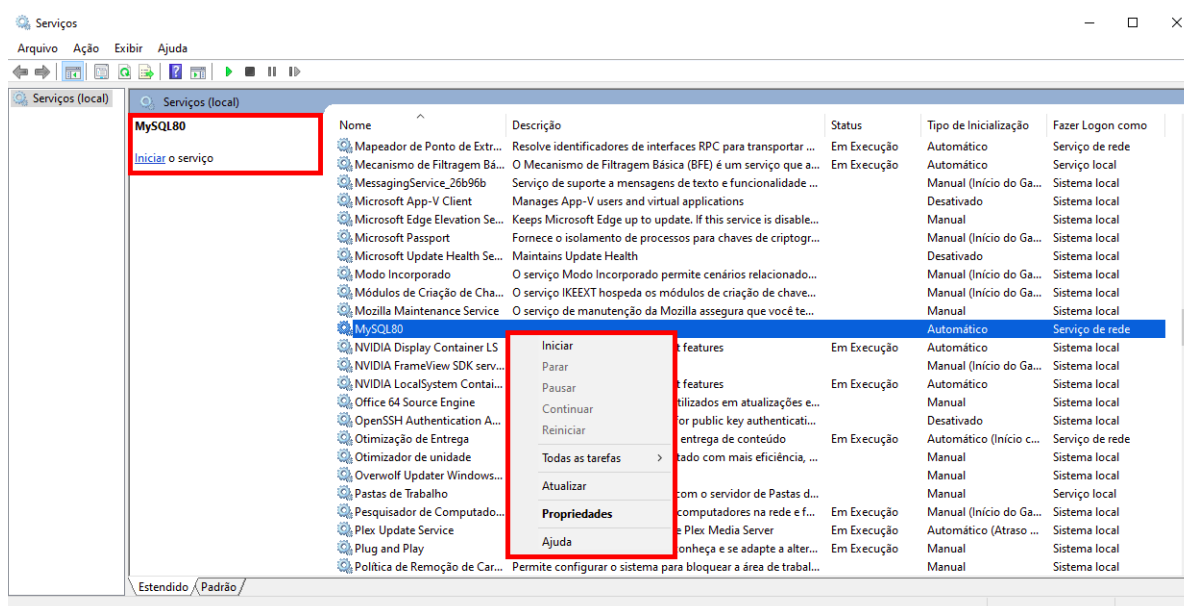 Serviços
Arquivo Ação Exibir Ajuda
Serviços (local)
Serviços (local)
MySQL80
Iniciar o serviço
Nome Descrição Status Tipo de Inicialização Fazer Logon como
Mapeador de Ponto de Extr... Resolve identificadores de interfaces RPC para transportar ... Em Execução Automático Serviço de rede
Mecanismo de Filtragem Bá... O Mecanismo de Filtragem Básica (BFE) é um serviço que a... Em Execução Automático Serviço local
MessagingService_26b96b Serviço de suporte a mensagens de texto e funcionalidade ... Manual (Início do Ga... Sistema local
Microsoft App-V Client Manages App-V users and virtual applications Desativado Sistema local
Microsoft Edge Elevation Se... Keeps Microsoft Edge up to update. If this service is disable... Manual Sistema local
Microsoft Passport Fornece o isolamento de processos para chaves de criptogr... Manual (Início do Ga... Sistema local
Microsoft Update Health Se... Maintains Update Health Desativado Sistema local
Modo Incorporado O serviço Modo Incorporado permite cenários relacionado... Manual (Início do Ga... Sistema local
Módulos de Criação de Cha... O serviço IKEEXT hospeda os módulos de criação de chave... Manual (Início do Ga... Sistema local
Mozilla Maintenance Service O serviço de manutenção da Mozilla assegura que você te... Manual Sistema local
MySQL80 Automático Serviço de rede
NVIDIA Display Container LS t features Em Execução Automático Sistema local
NVIDIA FrameView SDK serv... Manual (Início do Ga... Sistema local
NVIDIA LocalSystem Contai... t features Em Execução Automático Sistema local
Office 64 Source Engine tilizados em atualizações e... Manual Sistema local
OpenSSH Authentication A... or public key authenticati... Desativado Sistema local
Otimização de Entrega entrega de conteúdo Em Execução Automático (Início c... Serviço de rede
Otimizador de unidade tado com mais eficiência, ... Manual Sistema local
Overwolf Updater Windows... Manual Sistema local
Pastas de Trabalho com o servidor de Pastas d... Manual Serviço local
Pesquisador de Computado... computadores na rede e f... Em Execução Manual (Início do Ga... Sistema local
Plex Update Service e Plex Media Server Em Execução Automático (Atraso ... Sistema local
Plug and Play onheça e se adapte a alter... Em Execução Manual Sistema local
Política de Remoção de Car... Permite configurar o sistema para bloquear a área de trabal... Manual Sistema local
Iniciar
Parar
Pausar
Continuar
Reiniciar
Todas as tarefas
Atualizar
Propriedades
Ajuda
Estendido Padrão